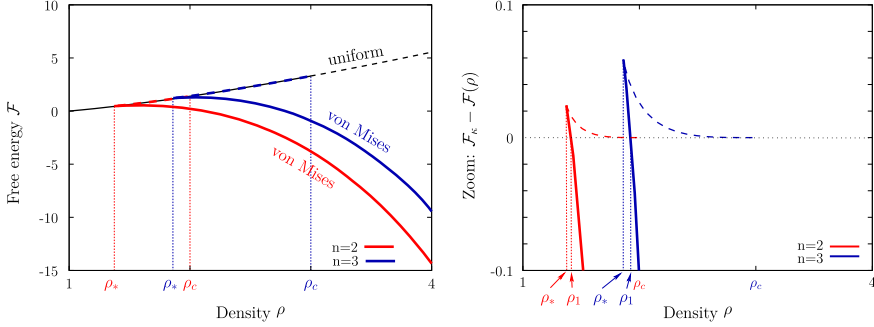 Free energy 𝓕
10
5
0
-5
-10
-15
uniform
von Mises
von Mises
n=2
n=3
1
ρ* ρ* ρc ρc
4
Density ρ
Zoom: 𝓕κ − 𝓕(ρ)
0.1
0
-0.1
n=2
n=3
1
ρc ρc
4
ρ* ρ1 ρ* ρ1
Density ρ